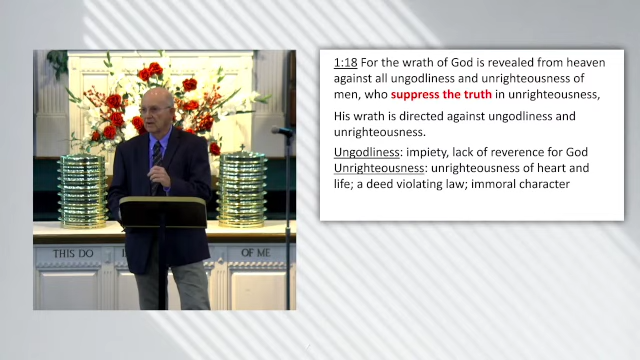 1:18 For the wrath of God is revealed from heaven
against all ungodliness and unrighteousness of
men, who suppress the truth in unrighteousness,
His wrath is directed against ungodliness and
unrighteousness.
Ungodliness: impiety, lack of reverence for God
Unrighteousness: unrighteousness of heart and
life; a deed violating law; immoral character
THIS DO OF ME